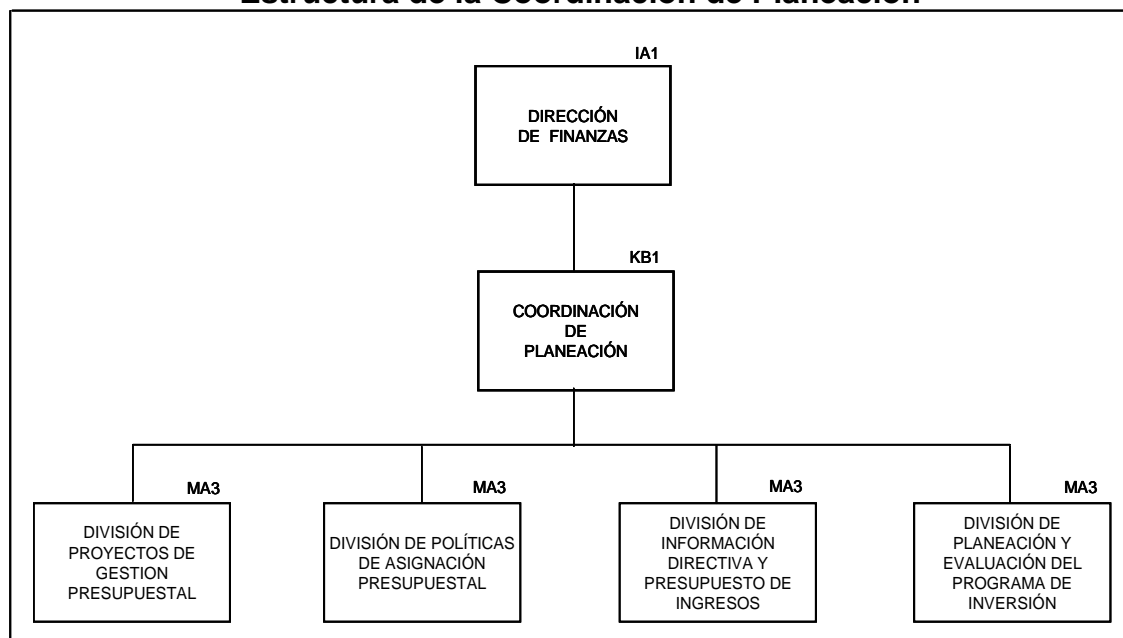 Estructura de la Coordinación de Planeación
IA1
DIRECCIÓN
DE FINANZAS
KB1
COORDINACIÓN
DE
PLANEACIÓN
MA3
DIVISIÓN DE
PROYECTOS DE
GESTION
PRESUPUESTAL
MA3
DIVISIÓN DE POLÍTICAS
DE ASIGNACIÓN
PRESUPUESTAL
MA3
DIVISIÓN DE
INFORMACIÓN
DIRECTIVA Y
PRESUPUESTO DE
INGRESOS
MA3
DIVISIÓN DE
PLANEACIÓN Y
EVALUACIÓN DEL
PROGRAMA DE
INVERSIÓN